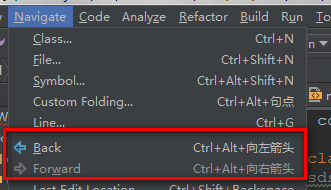 Navigate Code Analyze Refactor Build Run
Class... Ctrl+N
File... Ctrl+Shift+N
Symbol... Ctrl+Alt+Shift+N
Custom Folding... Ctrl+Alt+句点
Line... Ctrl+G
Back Ctrl+Alt+向左箭头
Forward Ctrl+Alt+向右箭头
Last Edit Location Ctrl+Shift+Backspace